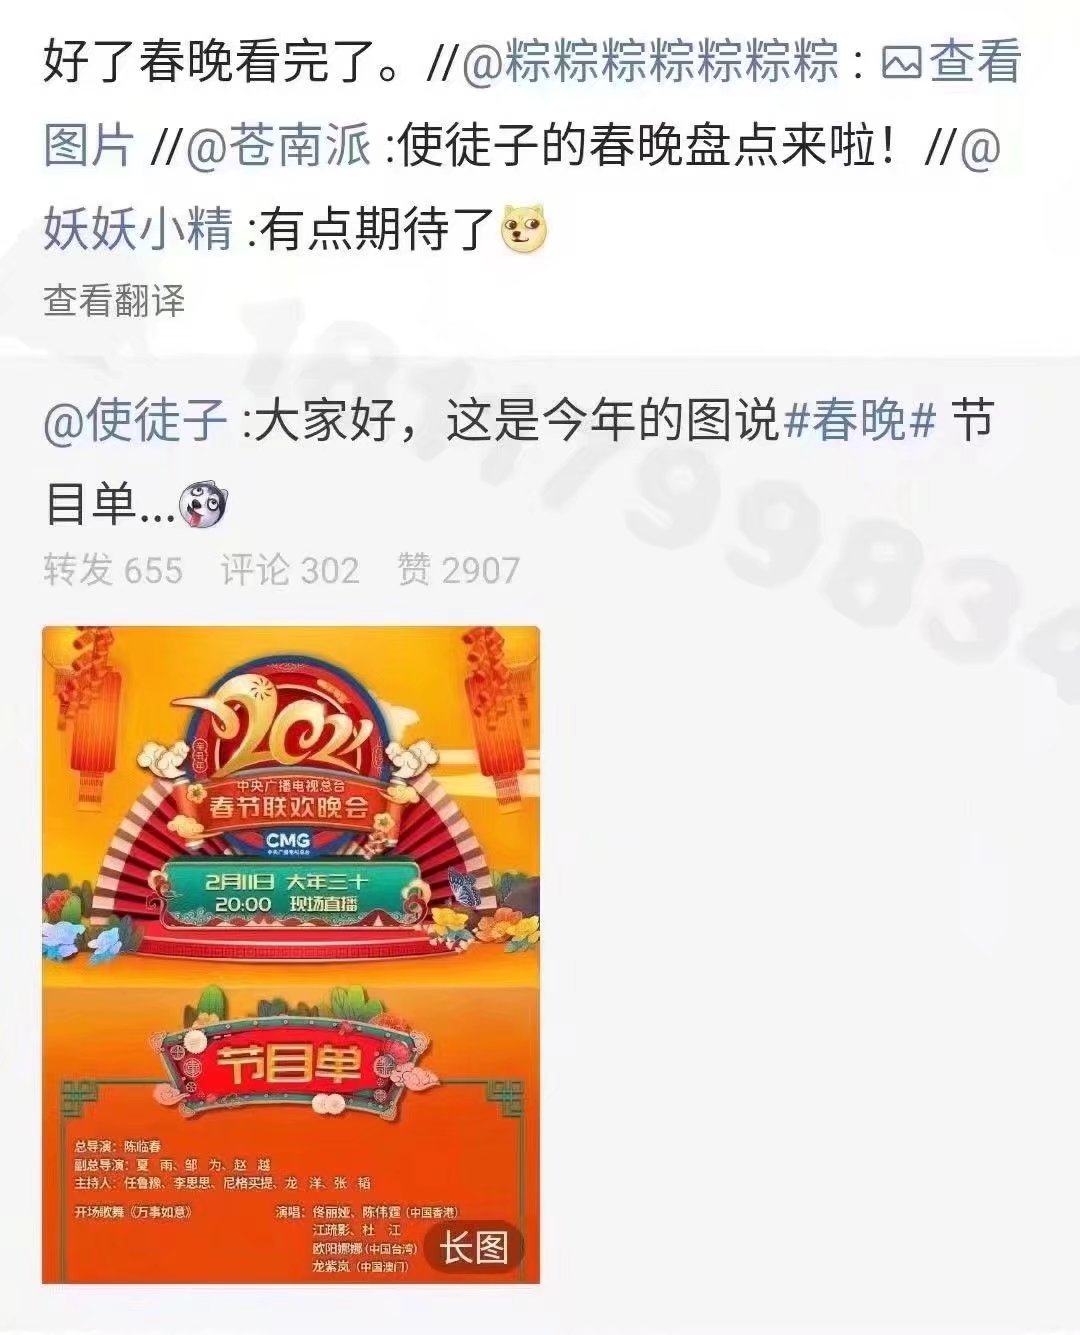 好了春晚看完了。//@粽粽粽粽粽粽粽 : 查看
图片 //@苍南派 :使徒子的春晚盘点来啦！//@
妖妖小精 :有点期待了
查看翻译
@使徒子 :大家好，这是今年的图说#春晚# 节
目单...
转发 655 评论 302 赞 2907
2021
辛丑年
中央广播电视总台
春节联欢晚会
CMG
中央广播电视总台
2月11日 大年三十
20:00 现场直播
节目单
总导演：陈临春
副总导演：夏 雨、邹 为、赵 越
主持人：任鲁豫、李思思、尼格买提、龙 洋、张 韬
开场歌舞《万事如意》 演唱：佟丽娅、陈伟霆（中国香港）
江疏影、杜 江
欧阳娜娜（中国台湾）
龙紫岚（中国澳门）
长图
1811799834